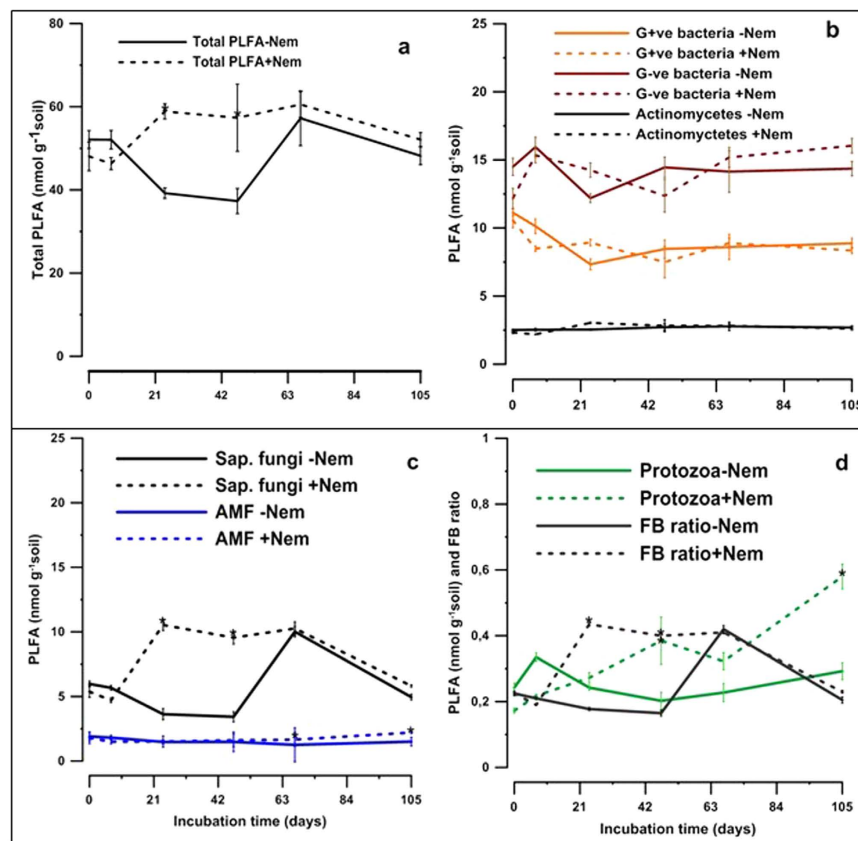 a
Total PLFA-Nem
Total PLFA+Nem
80
60
40
20
0
Total PLFA (nmol g⁻¹soil)
* *
0 21 42 63 84 105
b
G+ve bacteria -Nem
G+ve bacteria +Nem
G-ve bacteria -Nem
G-ve bacteria +Nem
Actinomycetes -Nem
Actinomyctetes +Nem
25
20
15
10
5
0
PLFA (nmol g⁻¹soil)
0 21 42 63 84 105
c
Sap. fungi -Nem
Sap. fungi +Nem
AMF -Nem
AMF +Nem
25
20
15
10
5
0
PLFA (nmol g⁻¹soil)
* *
* *
0 21 42 63 84 105
Incubation time (days)
d
Protozoa-Nem
Protozoa+Nem
FB ratio-Nem
FB ratio+Nem
1
0,8
0,6
0,4
0,2
0
PLFA (nmol g⁻¹soil) and FB ratio
*
* *
*
0 21 42 63 84 105
Incubation time (days)